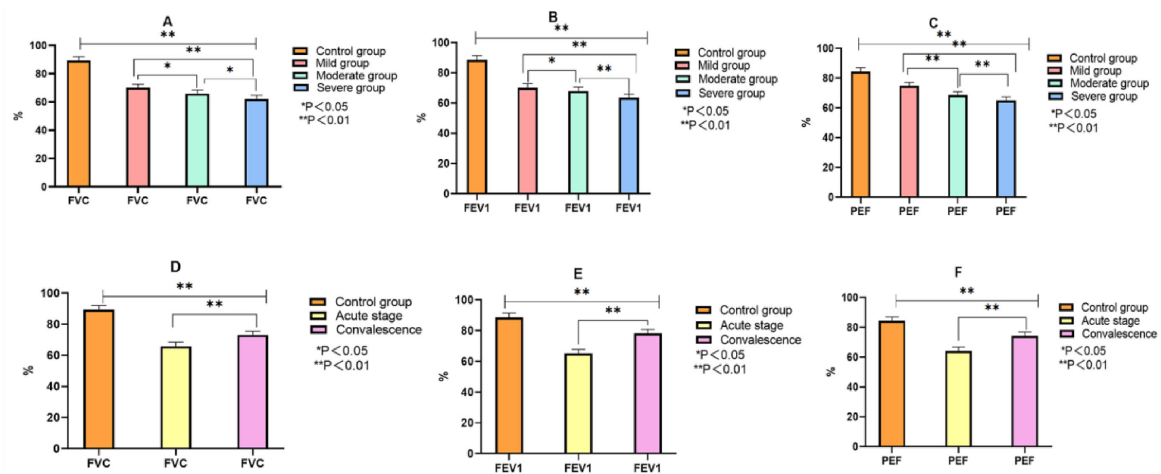 A
**
**
*
*
100
80
60
40
20
0
%
FVC
FVC
FVC
FVC
Control group
Mild group
Moderate group
Severe group
*P<0.05
**P<0.01
B
**
**
*
**
100
80
60
40
20
0
%
FEV1
FEV1
FEV1
FEV1
Control group
Mild group
Moderate group
Severe group
*P<0.05
**P<0.01
C
**
**
**
**
100
80
60
40
20
0
%
PEF
PEF
PEF
PEF
Control group
Mild group
Moderate group
Severe group
*P<0.05
**P<0.01
D
**
**
100
80
60
40
20
0
%
FVC
FVC
FVC
Control group
Acute stage
Convalescence
*P<0.05
**P<0.01
E
**
**
100
80
60
40
20
0
%
FEV1
FEV1
FEV1
Control group
Acute stage
Convalescence
*P<0.05
**P<0.01
F
**
**
100
80
60
40
20
0
%
PEF
PEF
PEF
Control group
Acute stage
Convalescence
*P<0.05
**P<0.01